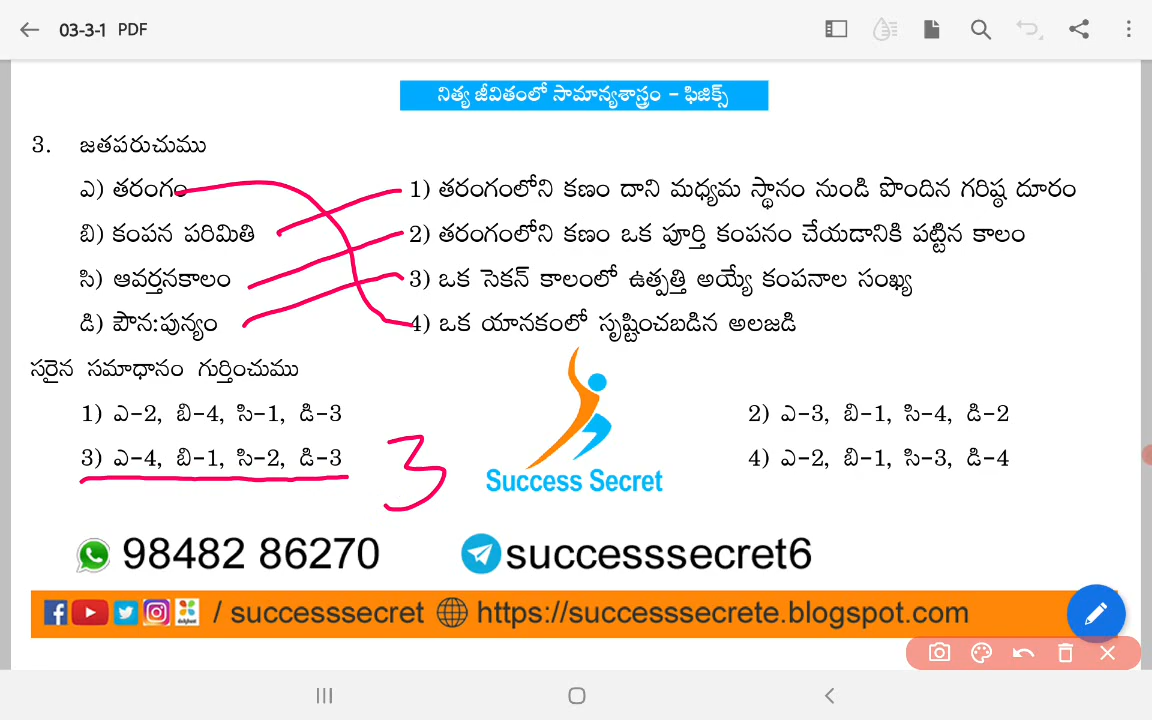 03-3-1 PDF
నిత్య జీవితంలో సామాన్యశాస్త్రం - ఫిజిక్స్
3. జతపరుచుము
ఎ) తరంగం 1) తరంగంలోని కణం దాని మధ్యమ స్థానం నుండి పొందిన గరిష్ఠ దూరం
బి) కంపన పరిమితి 2) తరంగంలోని కణం ఒక పూర్తి కంపనం చేయడానికి పట్టిన కాలం
సి) ఆవర్తనకాలం 3) ఒక సెకన్ కాలంలో ఉత్పత్తి అయ్యే కంపనాల సంఖ్య
డి) పౌన:పున్యం 4) ఒక యానకంలో సృష్టించబడిన అలజడి
సరైన సమాధానం గుర్తించుము
1) ఎ-2, బి-4, సి-1, డి-3 2) ఎ-3, బి-1, సి-4, డి-2
3) ఎ-4, బి-1, సి-2, డి-3 3 4) ఎ-2, బి-1, సి-3, డి-4
Success Secret
98482 86270 successsecret6
/ successsecret https://successsecrete.blogspot.com